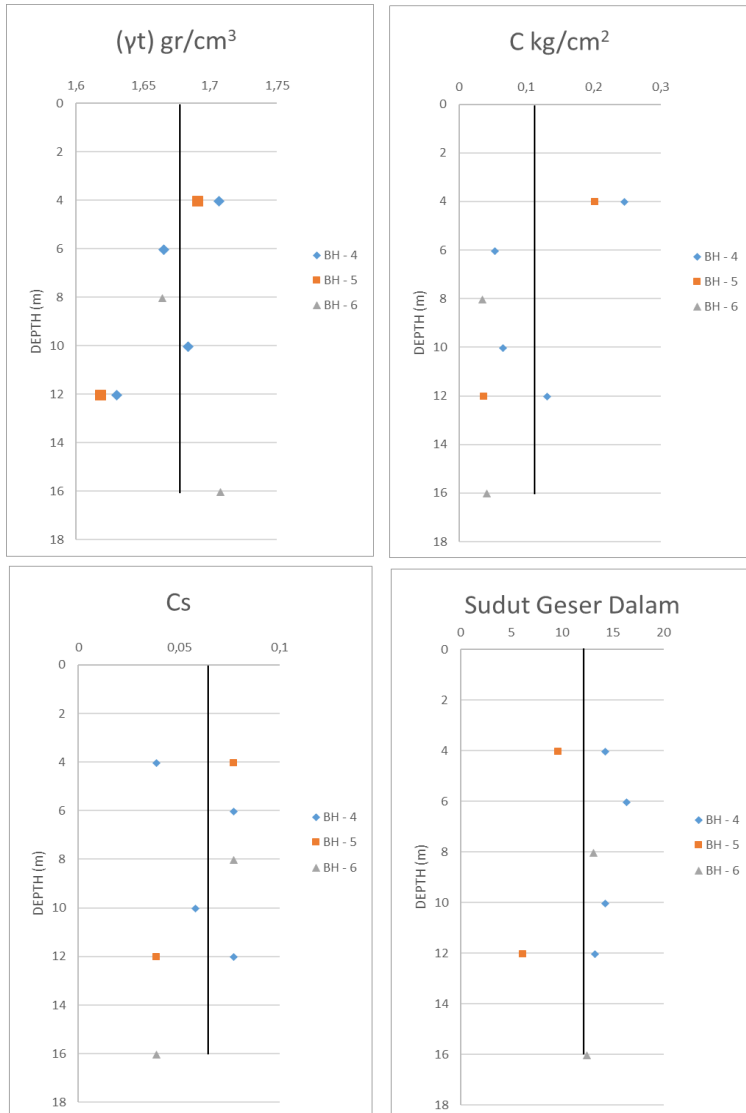 (γt) gr/cm³
1,6 1,65 1,7 1,75
0
2
4
6
8
10
12
14
16
18
DEPTH (m)
BH - 4
BH - 5
BH - 6
C kg/cm²
0 0,1 0,2 0,3
0
2
4
6
8
10
12
14
16
18
DEPTH (m)
BH - 4
BH - 5
BH - 6
Cs
0 0,05 0,1
0
2
4
6
8
10
12
14
16
18
DEPTH (m)
BH - 4
BH - 5
BH - 6
Sudut Geser Dalam
0 5 10 15 20
0
2
4
6
8
10
12
14
16
18
DEPTH (m)
BH - 4
BH - 5
BH - 6